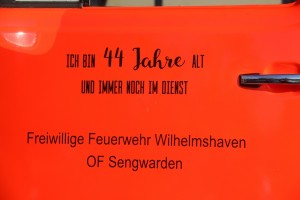 ICH BIN 44 Jahre ALT
UND IMMER NOCH IM DIENST
Freiwillige Feuerwehr Wilhelmshaven
OF Sengwarden